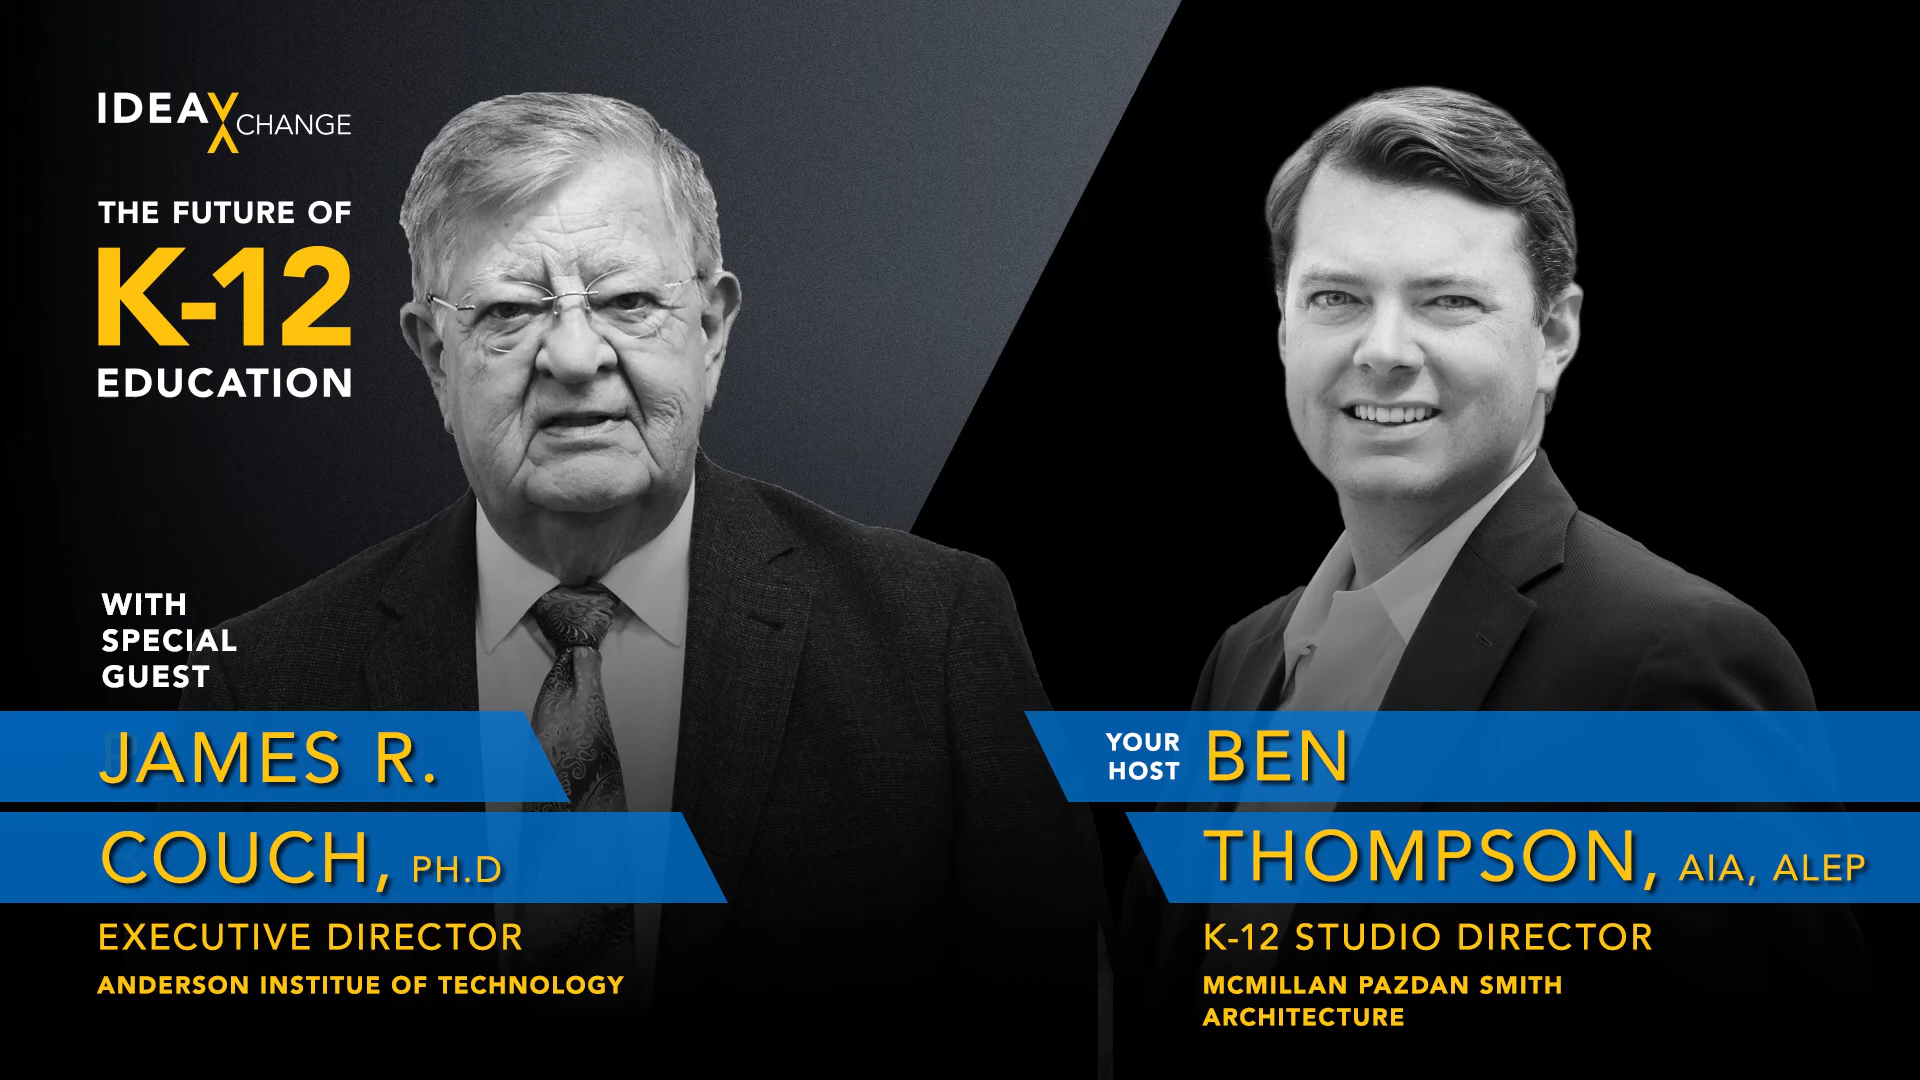 IDEAXCHANGE
THE FUTURE OF
K-12
EDUCATION
WITH
SPECIAL
GUEST
JAMES R.
COUCH, PH.D
EXECUTIVE DIRECTOR
ANDERSON INSTITUE OF TECHNOLOGY
YOUR
HOST
BEN
THOMPSON, AIA, ALEP
K-12 STUDIO DIRECTOR
MCMILLAN PAZDAN SMITH
ARCHITECTURE